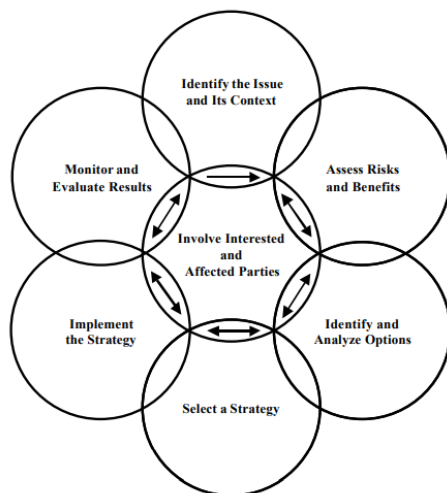 Identify the Issue
and Its Context
Monitor and
Evaluate Results
Assess Risks
and Benefits
Involve Interested
and
Affected Parties
Implement
the Strategy
Identify and
Analyze Options
Select a Strategy